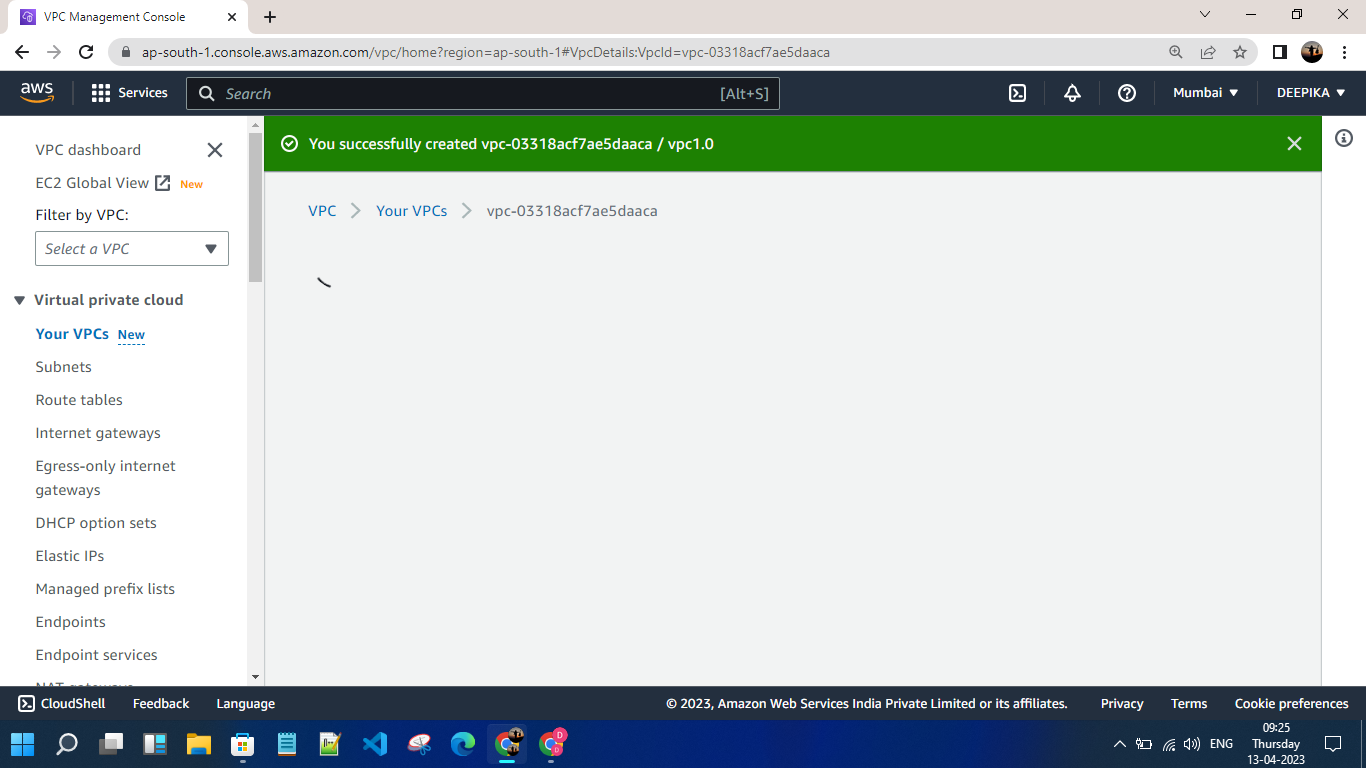 VPC Management Console
ap-south-1.console.aws.amazon.com/vpc/home?region=ap-south-1#VpcDetails:VpcId=vpc-03318acf7ae5daaca
aws
Services
Search
[Alt+S]
Mumbai
DEEPIKA
VPC dashboard
EC2 Global View New
Filter by VPC:
Select a VPC
Virtual private cloud
Your VPCs New
Subnets
Route tables
Internet gateways
Egress-only internet
gateways
DHCP option sets
Elastic IPs
Managed prefix lists
Endpoints
Endpoint services
NAT gateways
You successfully created vpc-03318acf7ae5daaca / vpc1.0
VPC
Your VPCs
vpc-03318acf7ae5daaca
CloudShell
Feedback
Language
© 2023, Amazon Web Services India Private Limited or its affiliates.
Privacy
Terms
Cookie preferences
D
D
ENG
09:25
Thursday
13-04-2023